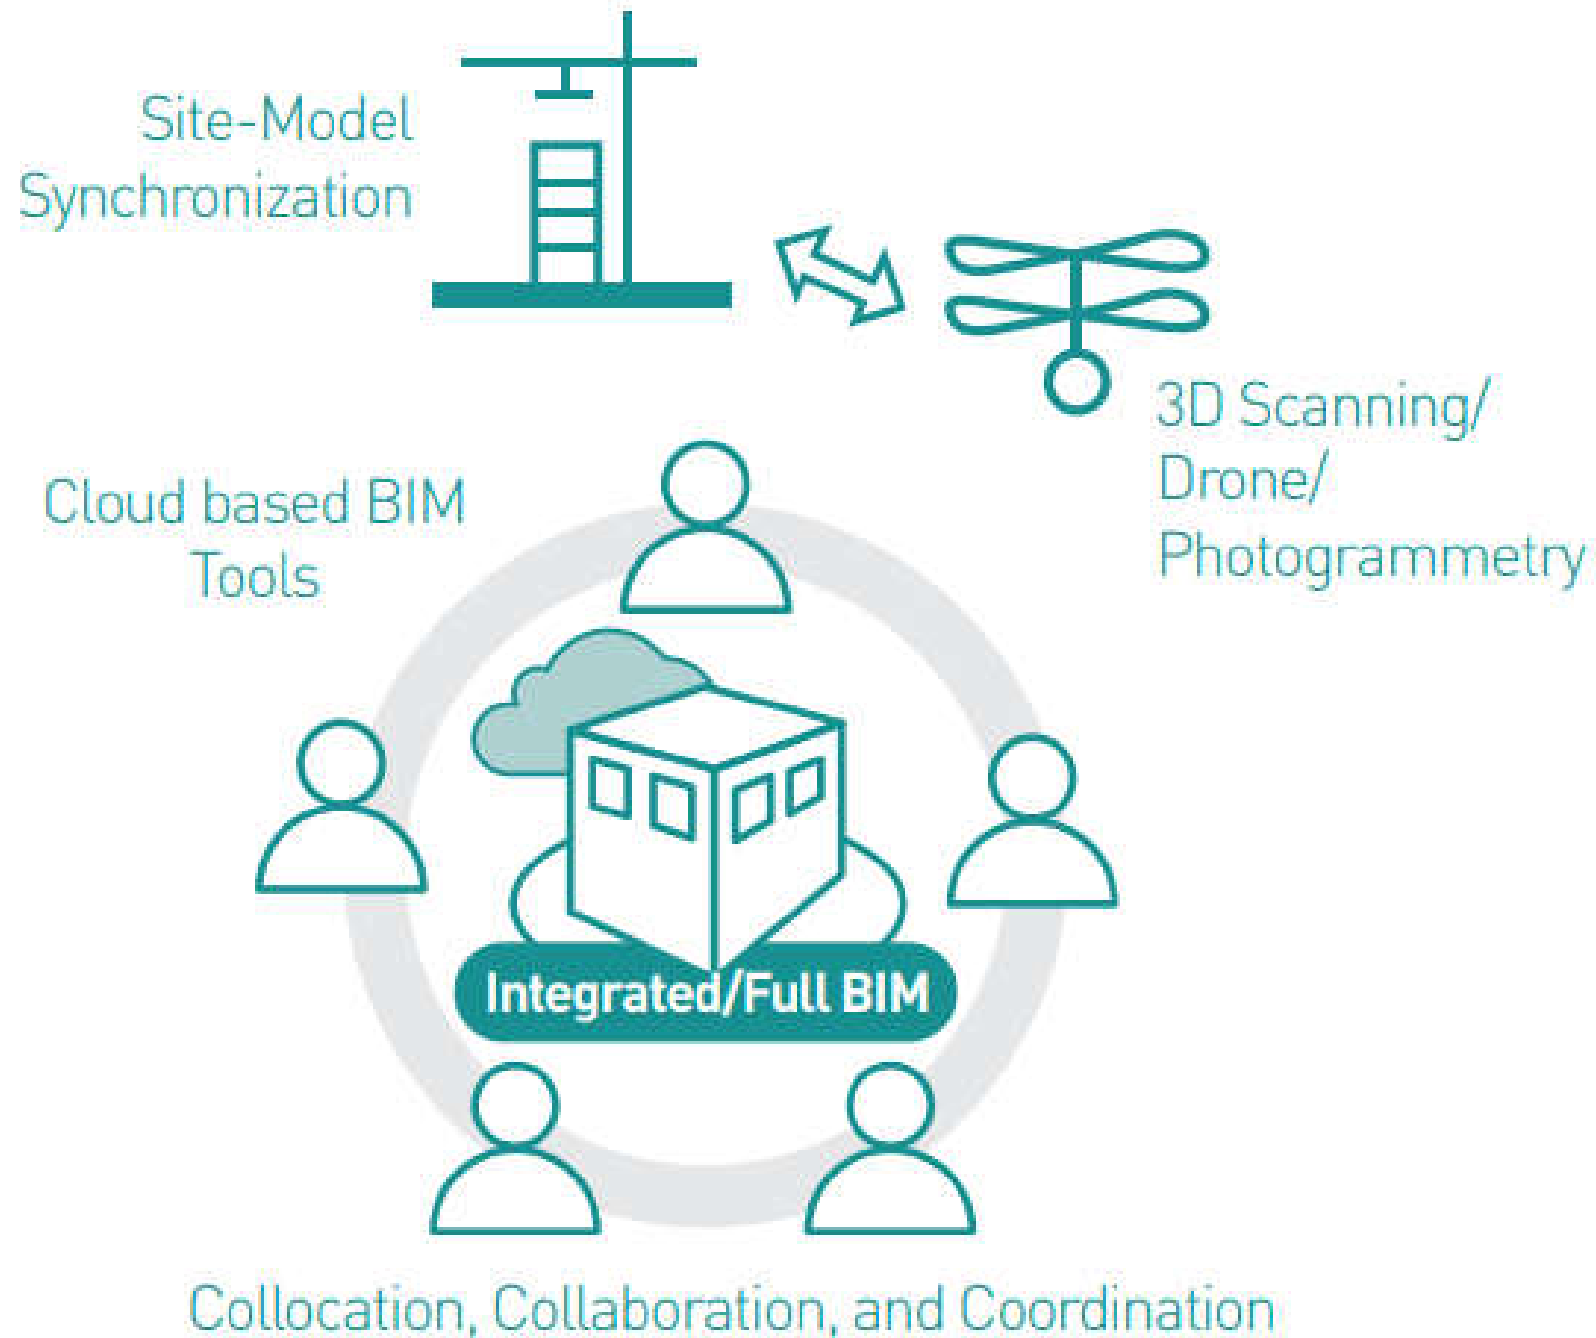 Site-Model
Synchronization
3D Scanning/
Drone/
Photogrammetry
Cloud based BIM
Tools
Integrated/Full BIM
Collocation, Collaboration, and Coordination